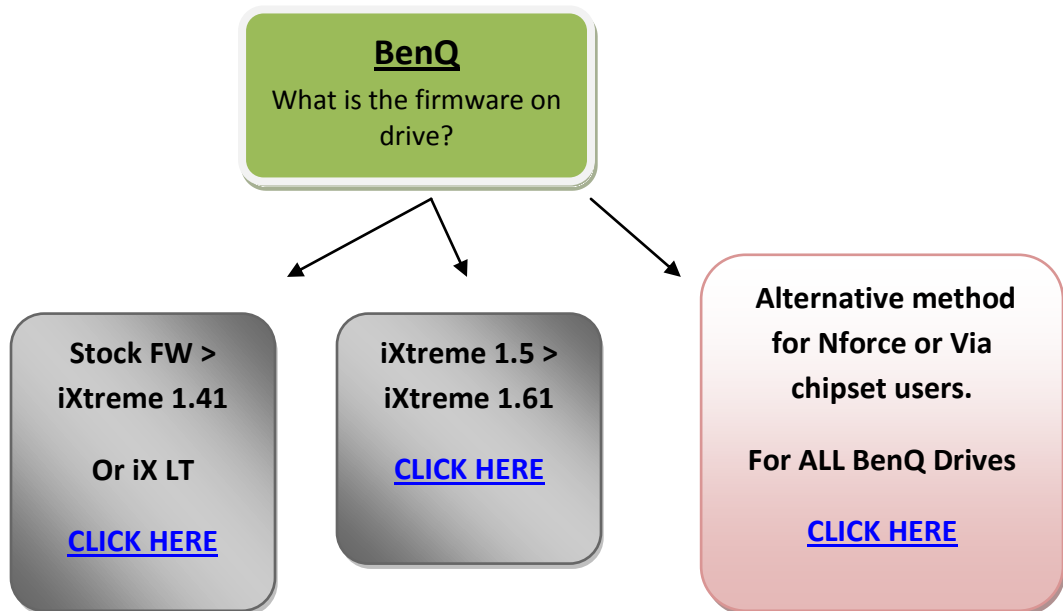 BenQ
What is the firmware on
drive?
Stock FW >
iXtreme 1.41
Or iX LT
CLICK HERE
iXtreme 1.5 >
iXtreme 1.61
CLICK HERE
Alternative method
for Nforce or Via
chipset users.
For ALL BenQ Drives
CLICK HERE